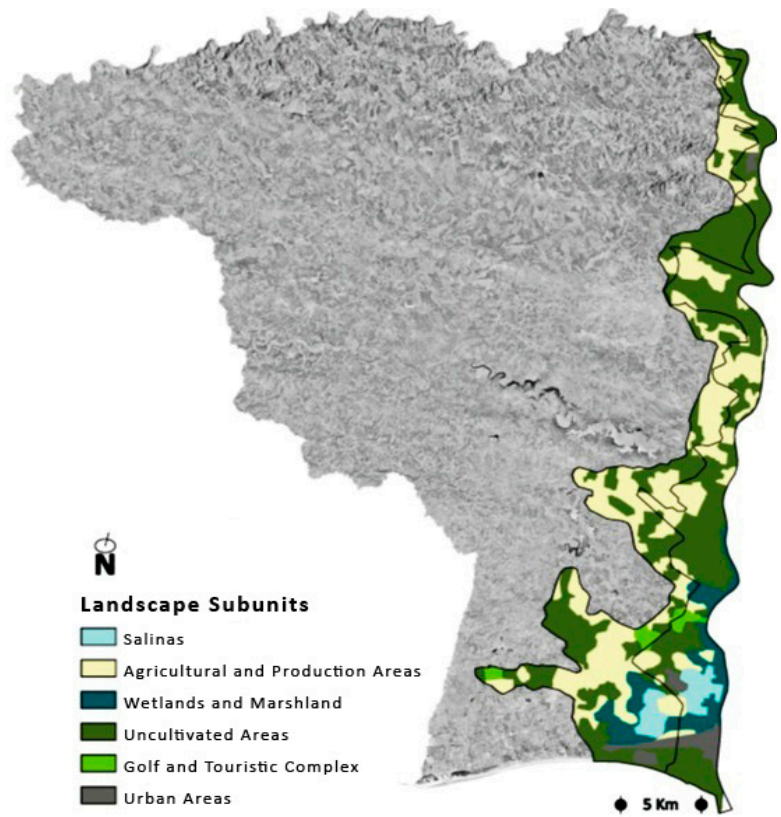 N
Landscape Subunits
Salinas
Agricultural and Production Areas
Wetlands and Marshland
Uncultivated Areas
Golf and Touristic Complex
Urban Areas
5 Km